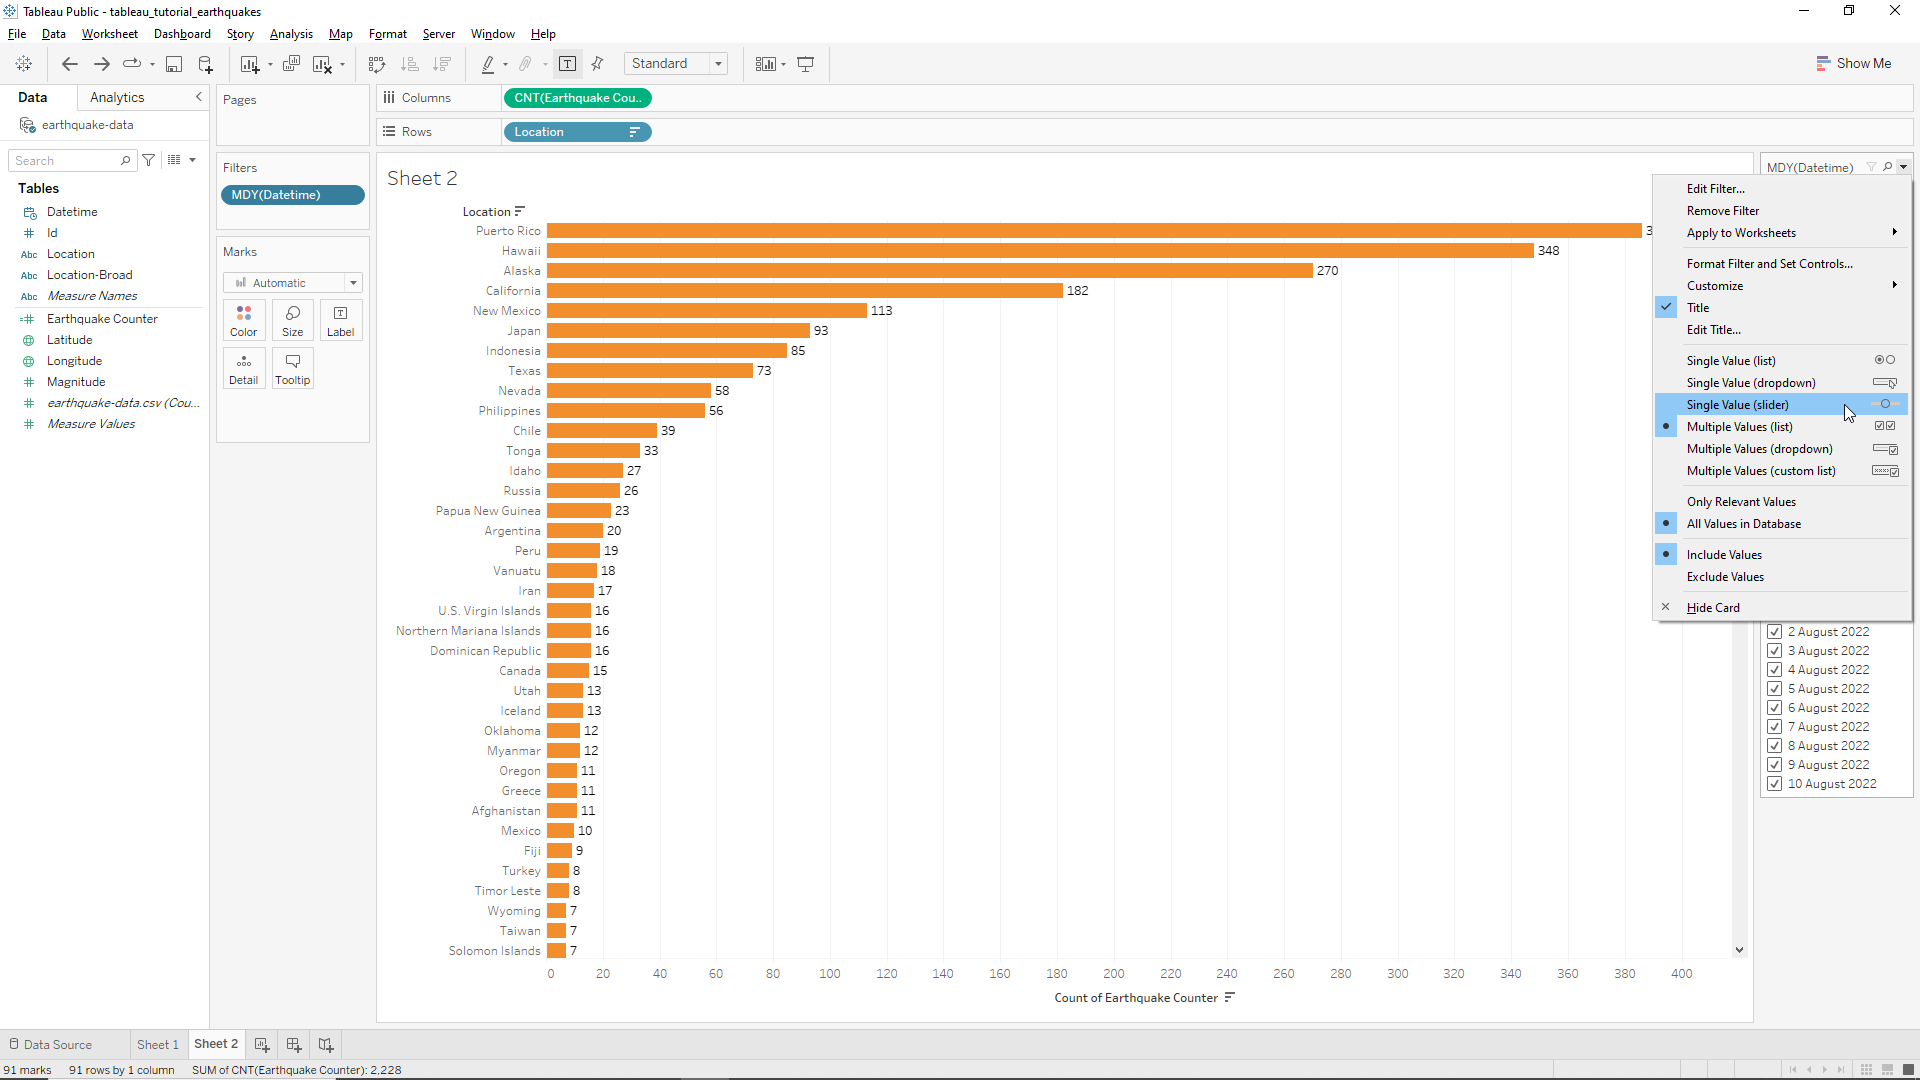 Tableau Public - tableau_tutorial_earthquakes
File Data Worksheet Dashboard Story Analysis Map Format Server Window Help
Standard
Show Me
Data Analytics
earthquake-data
Search
Tables
Datetime
Id
Location
Location-Broad
Measure Names
Earthquake Counter
Latitude
Longitude
Magnitude
earthquake-data.csv (Cou...
Measure Values
Pages
Filters
MDY(Datetime)
Marks
Automatic
Color Size Label
Detail Tooltip
Columns CNT(Earthquake Cou..
Rows Location
Sheet 2
Location
Puerto Rico 3
Hawaii 348
Alaska 270
California 182
New Mexico 113
Japan 93
Indonesia 85
Texas 73
Nevada 58
Philippines 56
Chile 39
Tonga 33
Idaho 27
Russia 26
Papua New Guinea 23
Argentina 20
Peru 19
Vanuatu 18
Iran 17
U.S. Virgin Islands 16
Northern Mariana Islands 16
Dominican Republic 16
Canada 15
Utah 13
Iceland 13
Oklahoma 12
Myanmar 12
Oregon 11
Greece 11
Afghanistan 11
Mexico 10
Fiji 9
Turkey 8
Timor Leste 8
Wyoming 7
Taiwan 7
Solomon Islands 7
0 20 40 60 80 100 120 140 160 180 200 220 240 260 280 300 320 340 360 380 400
Count of Earthquake Counter
MDY(Datetime)
Edit Filter...
Remove Filter
Apply to Worksheets
Format Filter and Set Controls...
Customize
Title
Edit Title...
Single Value (list)
Single Value (dropdown)
Single Value (slider)
Multiple Values (list)
Multiple Values (dropdown)
Multiple Values (custom list)
Only Relevant Values
All Values in Database
Include Values
Exclude Values
Hide Card
2 August 2022
3 August 2022
4 August 2022
5 August 2022
6 August 2022
7 August 2022
8 August 2022
9 August 2022
10 August 2022
Data Source Sheet 1 Sheet 2
91 marks 91 rows by 1 column SUM of CNT(Earthquake Counter): 2,228